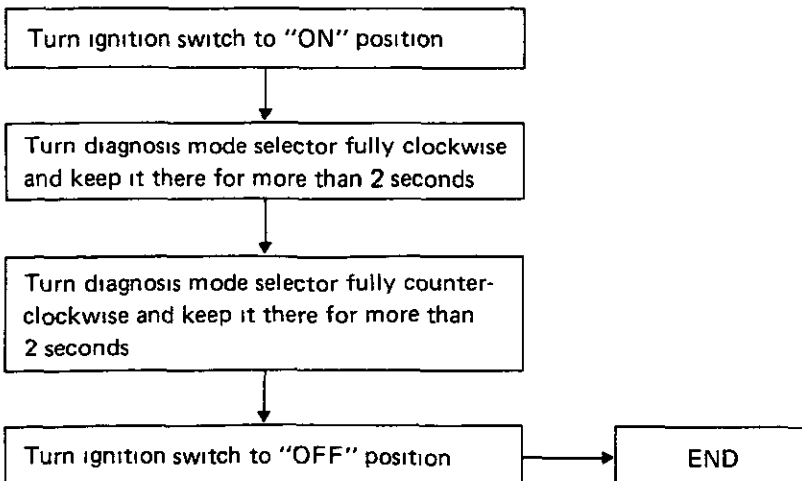 Turn ignition switch to "ON" position
Turn diagnosis mode selector fully clockwise
and keep it there for more than 2 seconds
Turn diagnosis mode selector fully counter-
clockwise and keep it there for more than
2 seconds
Turn ignition switch to "OFF" position
END